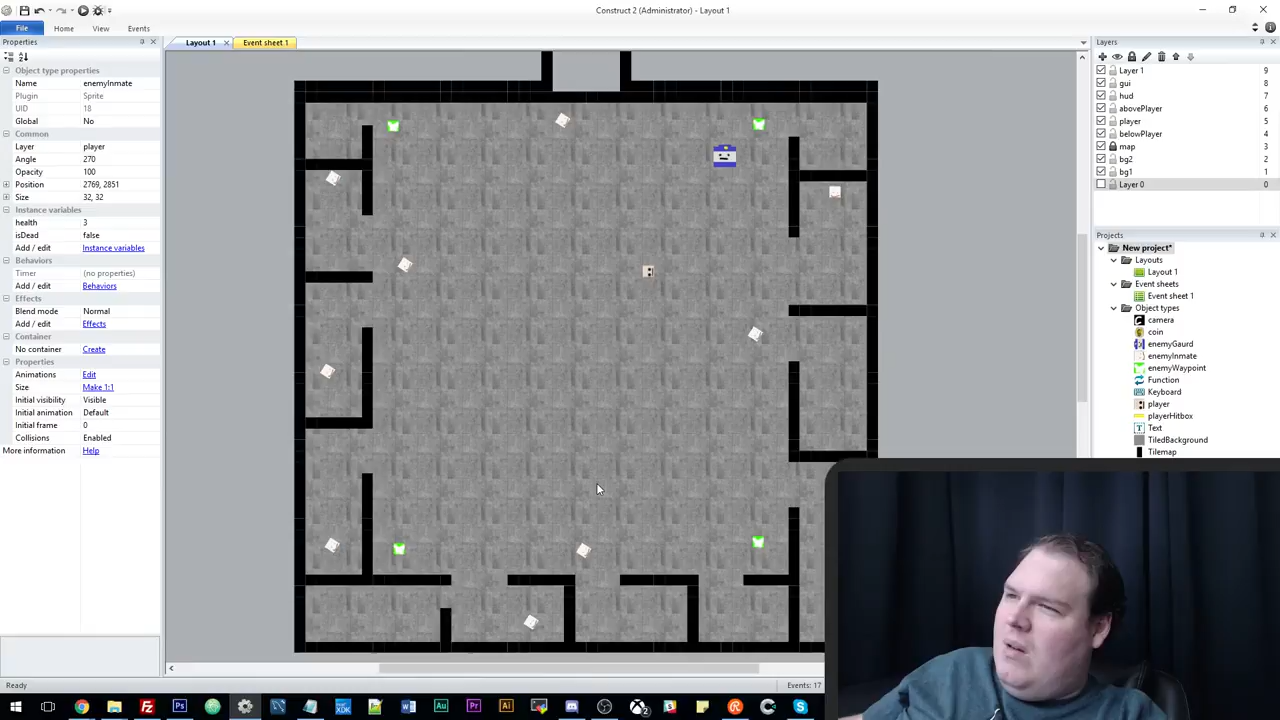 Construct 2 (Administrator) - Layout 1
File
Home
View
Events
Properties
Layout 1
Event sheet 1
Layers
Object type properties
Name enemyInmate
Plugin Sprite
UID 18
Global No
Common
Layer player
Angle 270
Opacity 100
Position 2769, 2851
Size 32, 32
Instance variables
health 3
isDead false
Add / edit Instance variables
Behaviors
Timer (no properties)
Add / edit Behaviors
Effects
Blend mode Normal
Add / edit Effects
Container
No container Create
Properties
Animations Edit
Size Make 1:1
Initial visibility Visible
Initial animation Default
Initial frame 0
Collisions Enabled
More information Help
Layer 1 9
gui 8
hud 7
abovePlayer 6
player 5
belowPlayer 4
map 3
bg2 2
bg1 1
Layer 0 0
Projects
New project*
Layouts
Layout 1
Event sheets
Event sheet 1
Object types
camera
coin
enemyGaurd
enemyInmate
enemyWaypoint
Function
Keyboard
player
playerHitbox
Text
TiledBackground
Tilemap
Ready
Events: 17